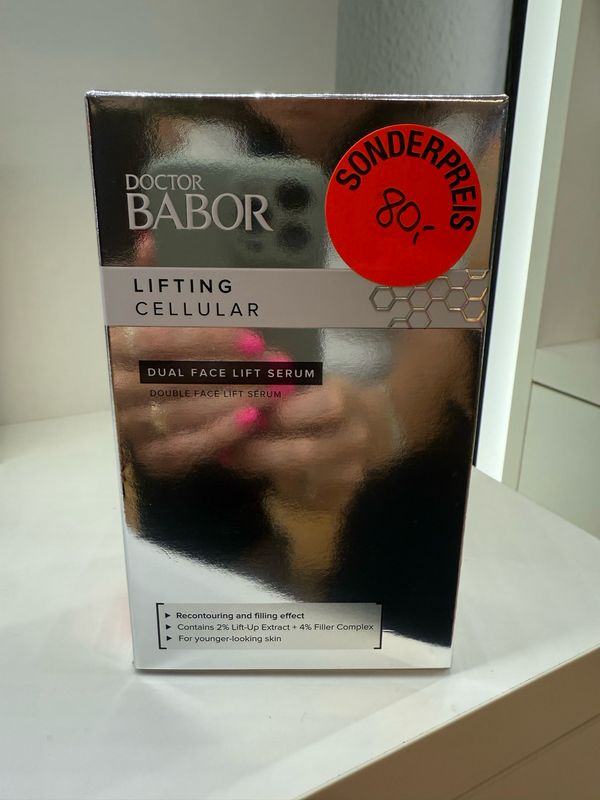 DOCTOR
BABOR
SONDERPREIS
80,-
LIFTING
CELLULAR
DUAL FACE LIFT SERUM
DOUBLE FACE LIFT SÉRUM
▶ Recontouring and filling effect
▶ Contains 2% Lift-Up Extract + 4% Filler Complex
▶ For younger-looking skin